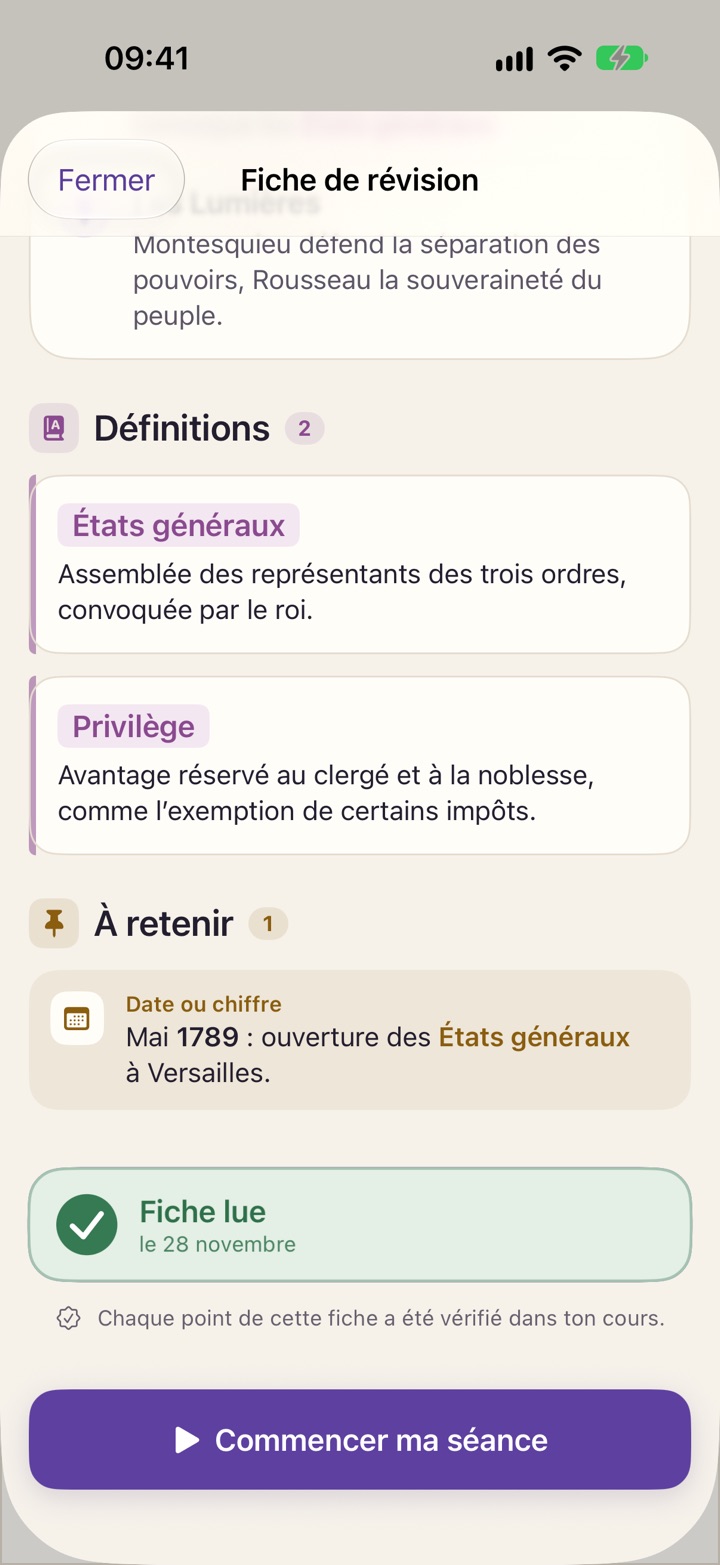 09:41
Fermer
Fiche de révision
Lumières
Montesquieu défend la séparation des
pouvoirs, Rousseau la souveraineté du
peuple.
Définitions 2
États généraux
Assemblée des représentants des trois ordres,
convoquée par le roi.
Privilège
Avantage réservé au clergé et à la noblesse,
comme l’exemption de certains impôts.
À retenir 1
Date ou chiffre
Mai 1789 : ouverture des États généraux
à Versailles.
Fiche lue
le 28 novembre
Chaque point de cette fiche a été vérifié dans ton cours.
Commencer ma séance